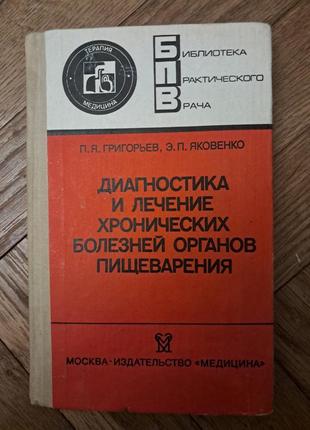 ТЕРАПИЯ
МЕДИЦИНА
БИБЛИОТЕКА
ПРАКТИЧЕСКОГО
ВРАЧА
П.Я.ГРИГОРЬЕВ, Э.П.ЯКОВЕНКО
ДИАГНОСТИКА
И ЛЕЧЕНИЕ
ХРОНИЧЕСКИХ
БОЛЕЗНЕЙ ОРГАНОВ
ПИЩЕВАРЕНИЯ
МОСКВА-ИЗДАТЕЛЬСТВО «МЕДИЦИНА»